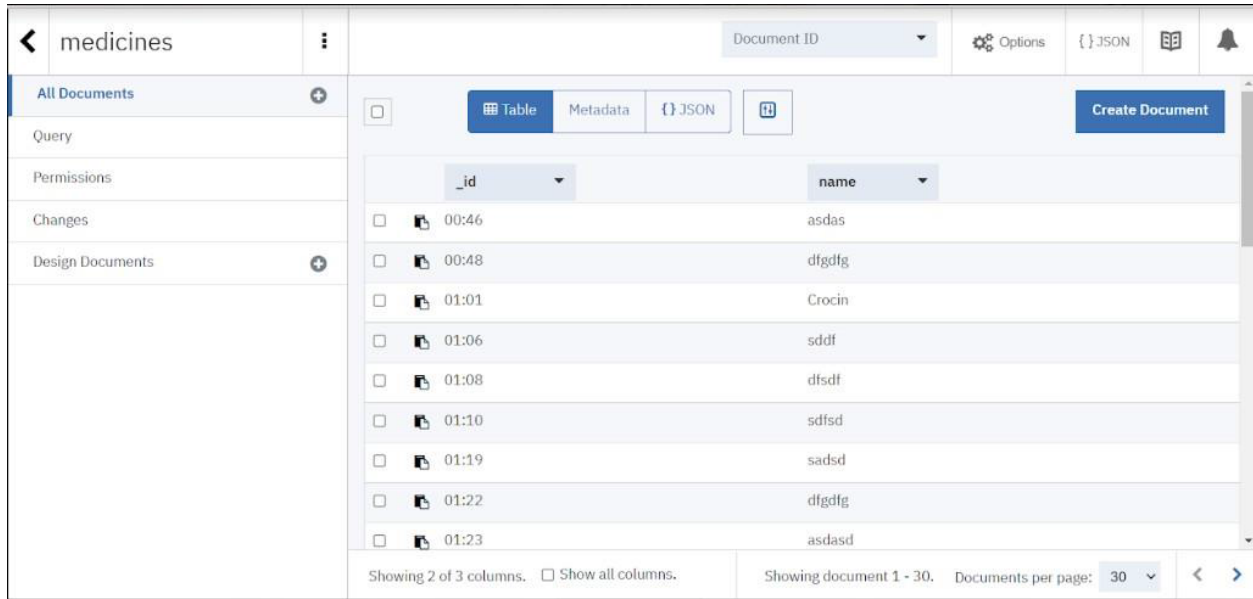 medicines
Document ID
Options
{ } JSON
All Documents
Query
Permissions
Changes
Design Documents
Table
Metadata
{ } JSON
Create Document
_id name
00:46 asdas
00:48 dfgdfg
01:01 Crocin
01:06 sddf
01:08 dfsdf
01:10 sdfsd
01:19 sadsd
01:22 dfgdfg
01:23 asdasd
Showing 2 of 3 columns. Show all columns.
Showing document 1 - 30. Documents per page: 30